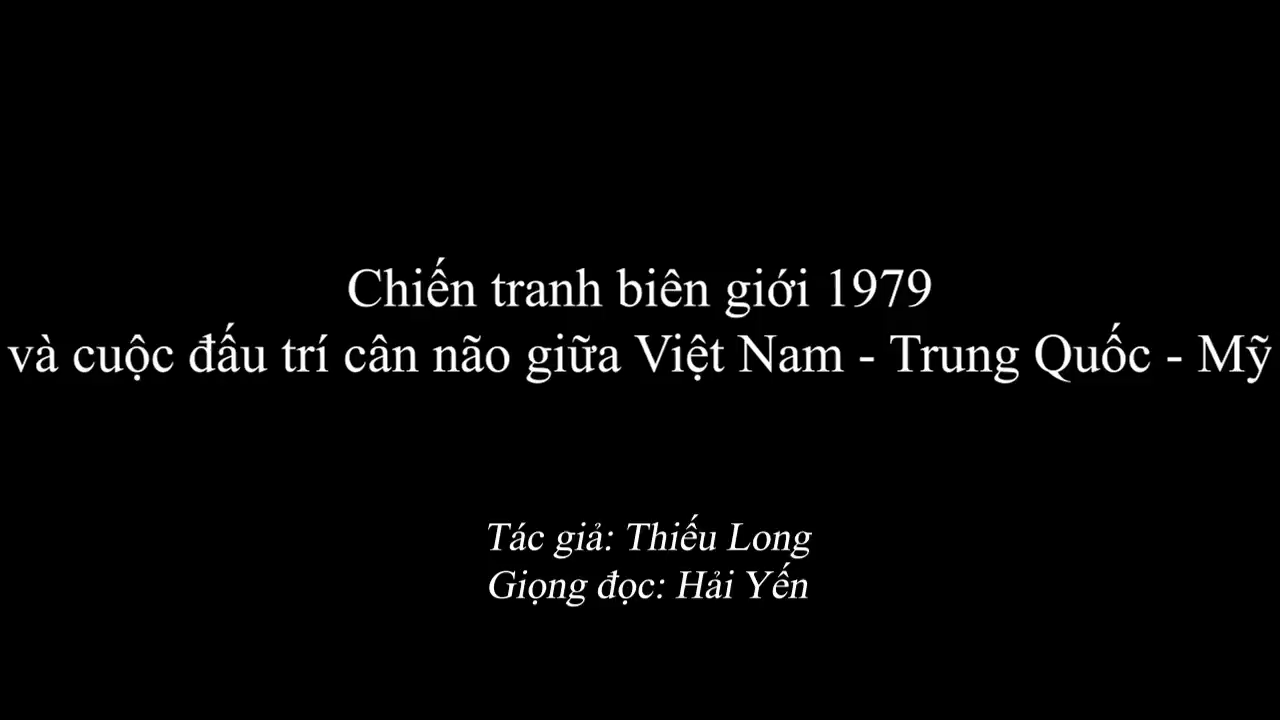 Chiến tranh biên giới 1979
và cuộc đấu trí cân não giữa Việt Nam - Trung Quốc - Mỹ
Tác giả: Thiếu Long
Giọng đọc: Hải Yến